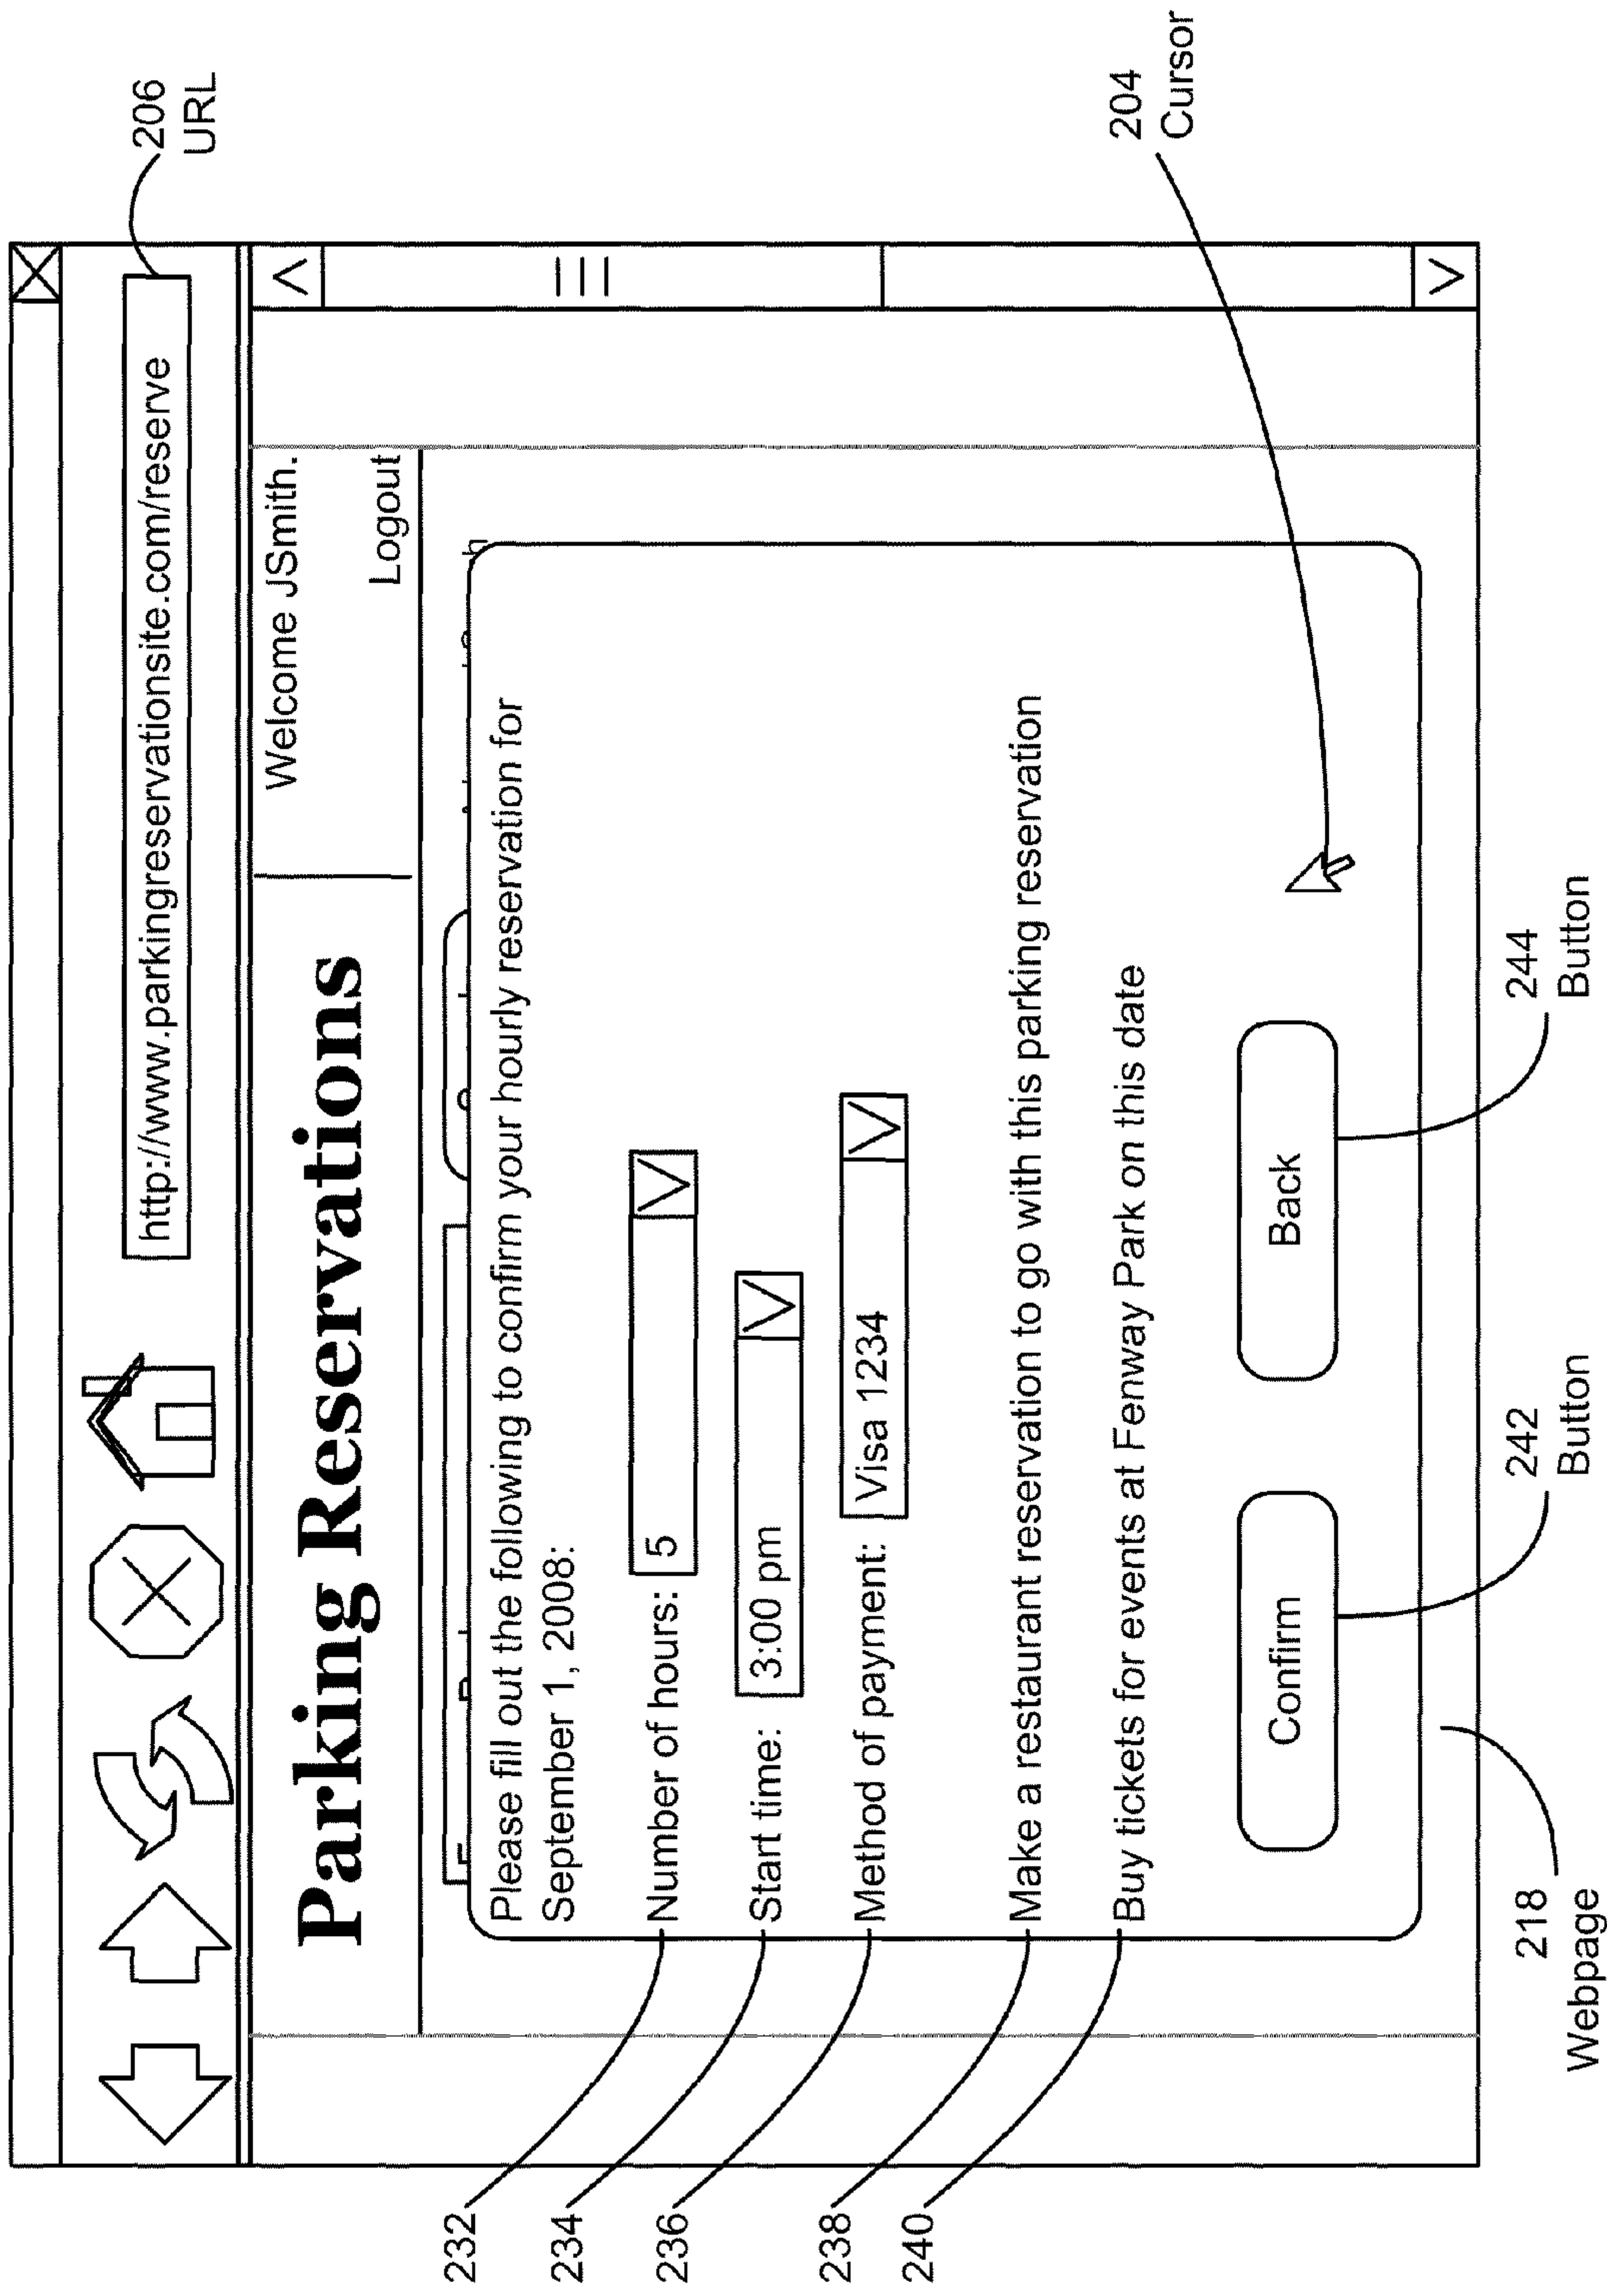 http://www.parkingreservationsite.com/reserve
206
URL
Parking Reservations
Welcome JSmith.
Logout
Please fill out the following to confirm your hourly reservation for
September 1, 2008:
232
Number of hours: 5
234
Start time: 3:00 pm
236
Method of payment: Visa 1234
238
Make a restaurant reservation to go with this parking reservation
240
Buy tickets for events at Fenway Park on this date
204
Cursor
Confirm
Back
218
Webpage
242
Button
244
Button